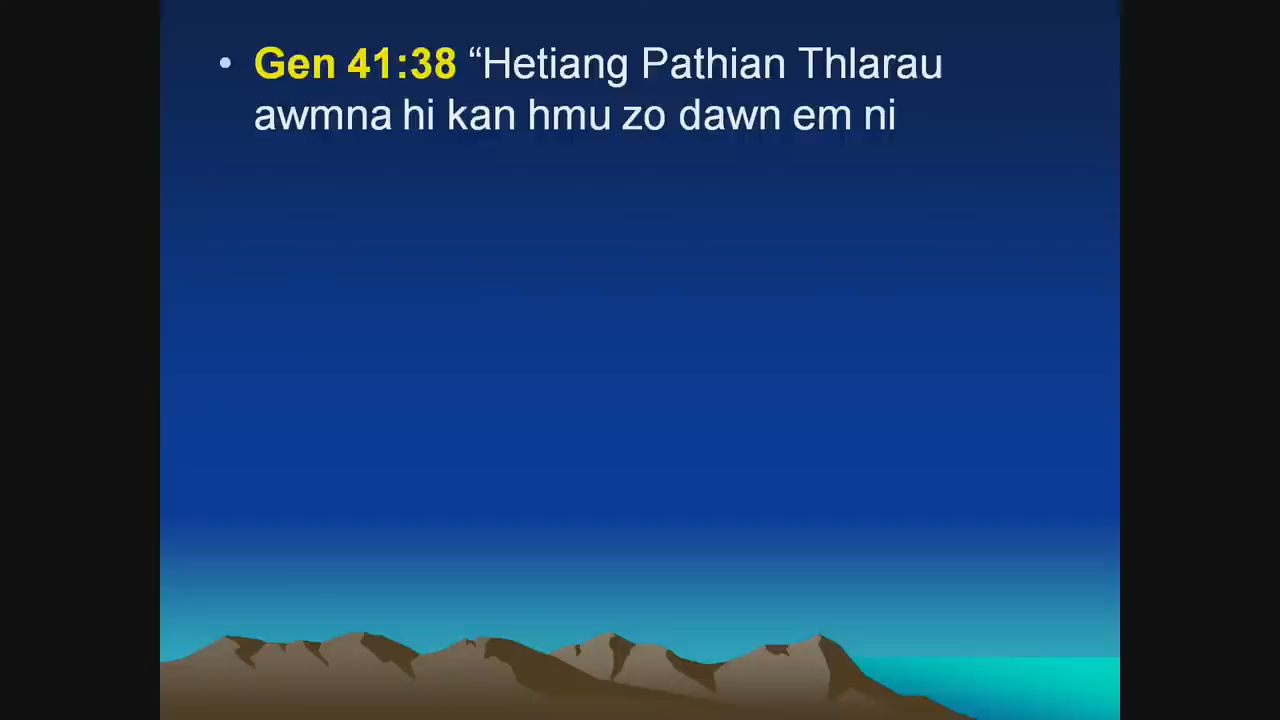 • Gen 41:38 “Hetiang Pathian Thlarau
awmna hi kan hmu zo dawn em ni